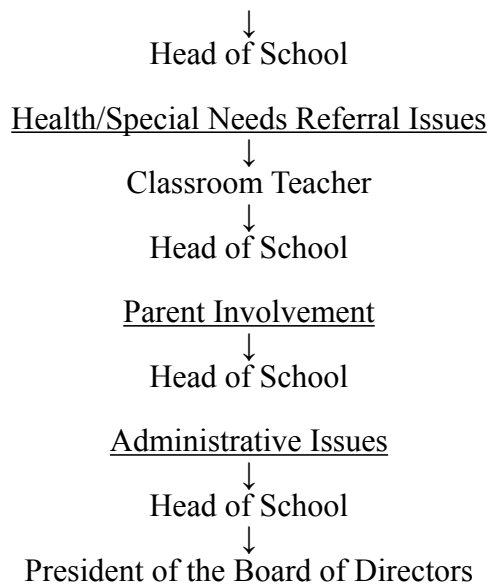 ↓
Head of School
Health/Special Needs Referral Issues
↓
Classroom Teacher
↓
Head of School
Parent Involvement
↓
Head of School
Administrative Issues
↓
Head of School
↓
President of the Board of Directors